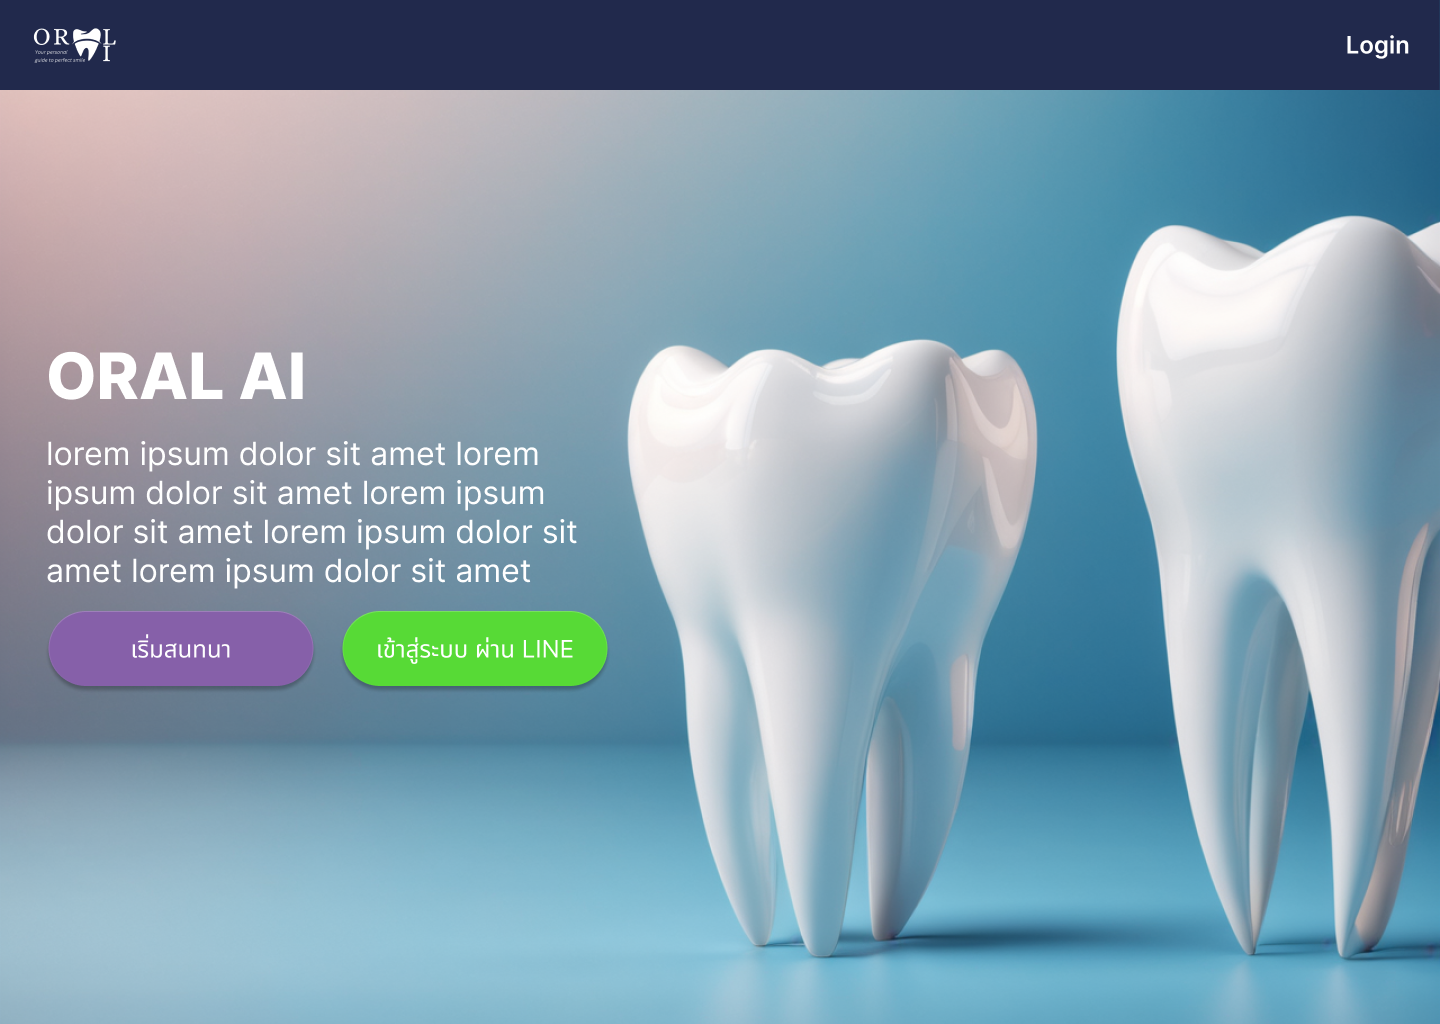 ORAL
AI
Your personal
guide to perfect smile
Login
ORAL AI
lorem ipsum dolor sit amet lorem
ipsum dolor sit amet lorem ipsum
dolor sit amet lorem ipsum dolor sit
amet lorem ipsum dolor sit amet
เริ่มสนทนา
เข้าสู่ระบบ ผ่าน LINE